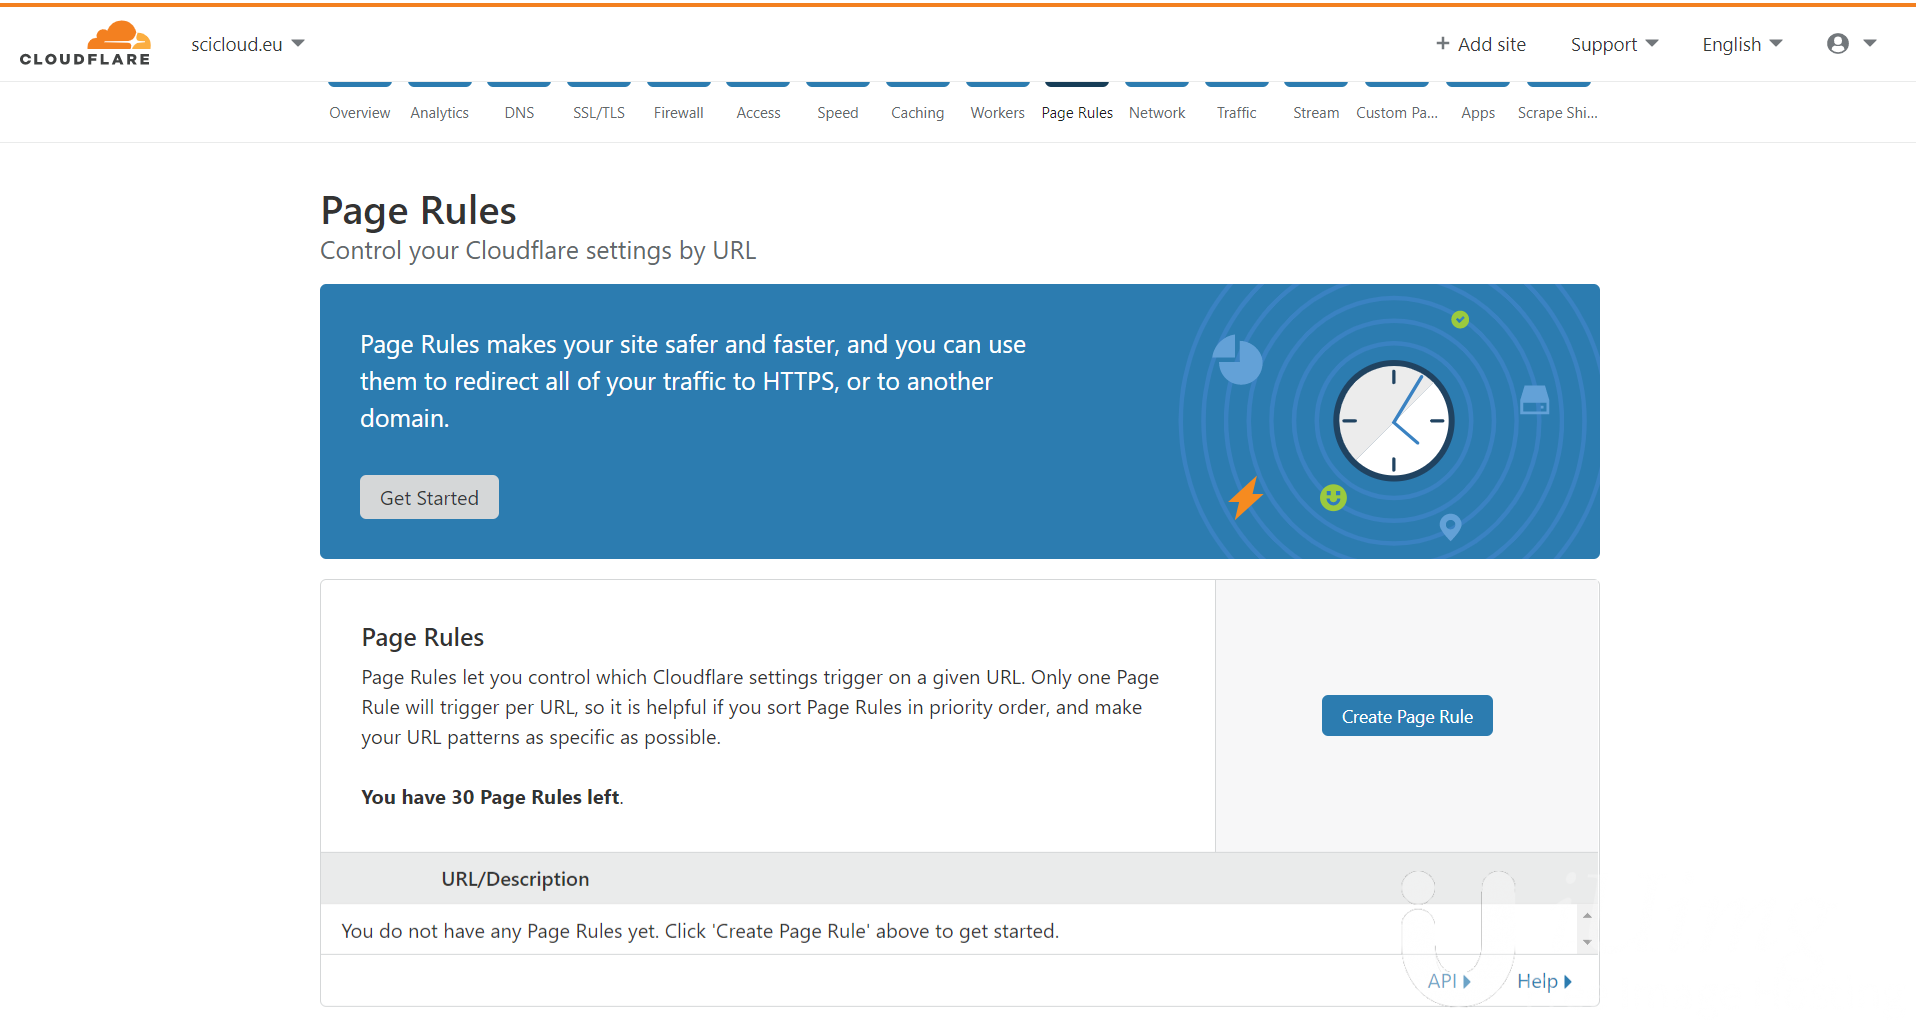 CLOUDFLARE
scicloud.eu
+ Add site
Support
English
Overview
Analytics
DNS
SSL/TLS
Firewall
Access
Speed
Caching
Workers
Page Rules
Network
Traffic
Stream
Custom Pa...
Apps
Scrape Shi...
Page Rules
Control your Cloudflare settings by URL
Page Rules makes your site safer and faster, and you can use
them to redirect all of your traffic to HTTPS, or to another
domain.
Get Started
Page Rules
Page Rules let you control which Cloudflare settings trigger on a given URL. Only one Page
Rule will trigger per URL, so it is helpful if you sort Page Rules in priority order, and make
your URL patterns as specific as possible.
You have 30 Page Rules left.
Create Page Rule
URL/Description
You do not have any Page Rules yet. Click 'Create Page Rule' above to get started.
API
Help